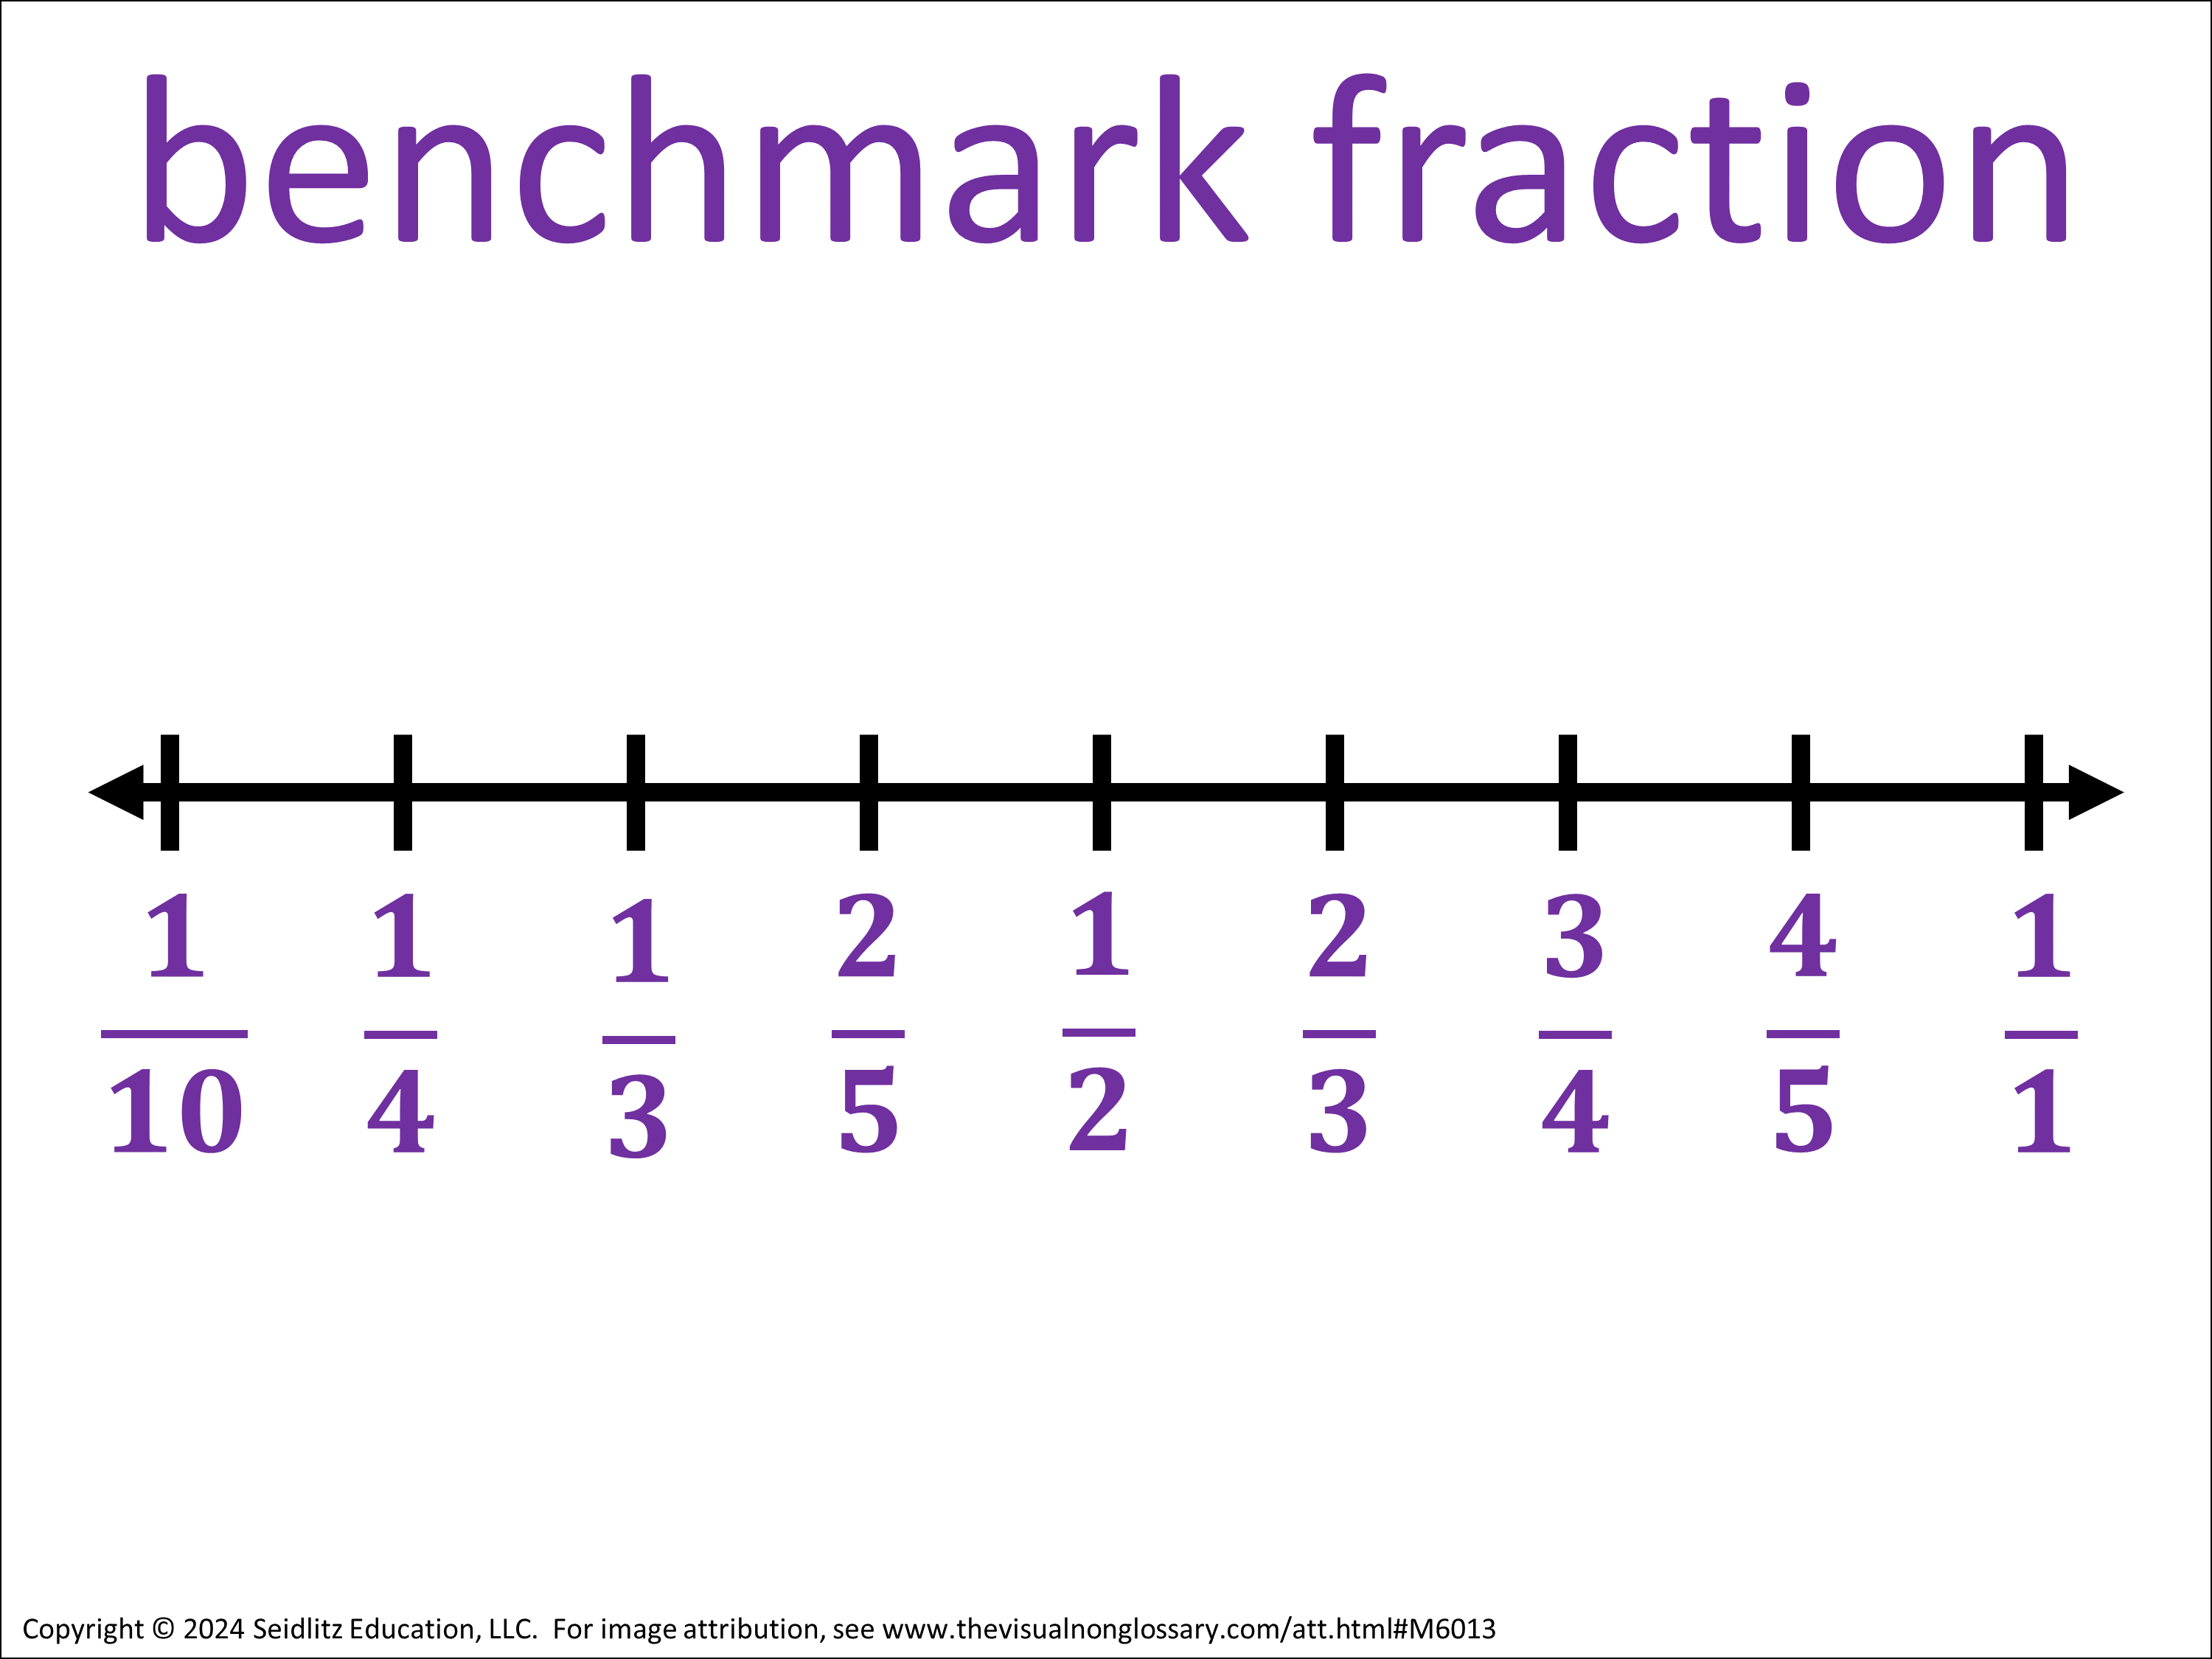 benchmark fraction
1 1 1 2 1 2 3 4 1
10 4 3 5 2 3 4 5 1
Copyright © 2024 Seidlitz Education, LLC.  For image attribution, see www.thevisualnonglossary.com/att.html#M6013